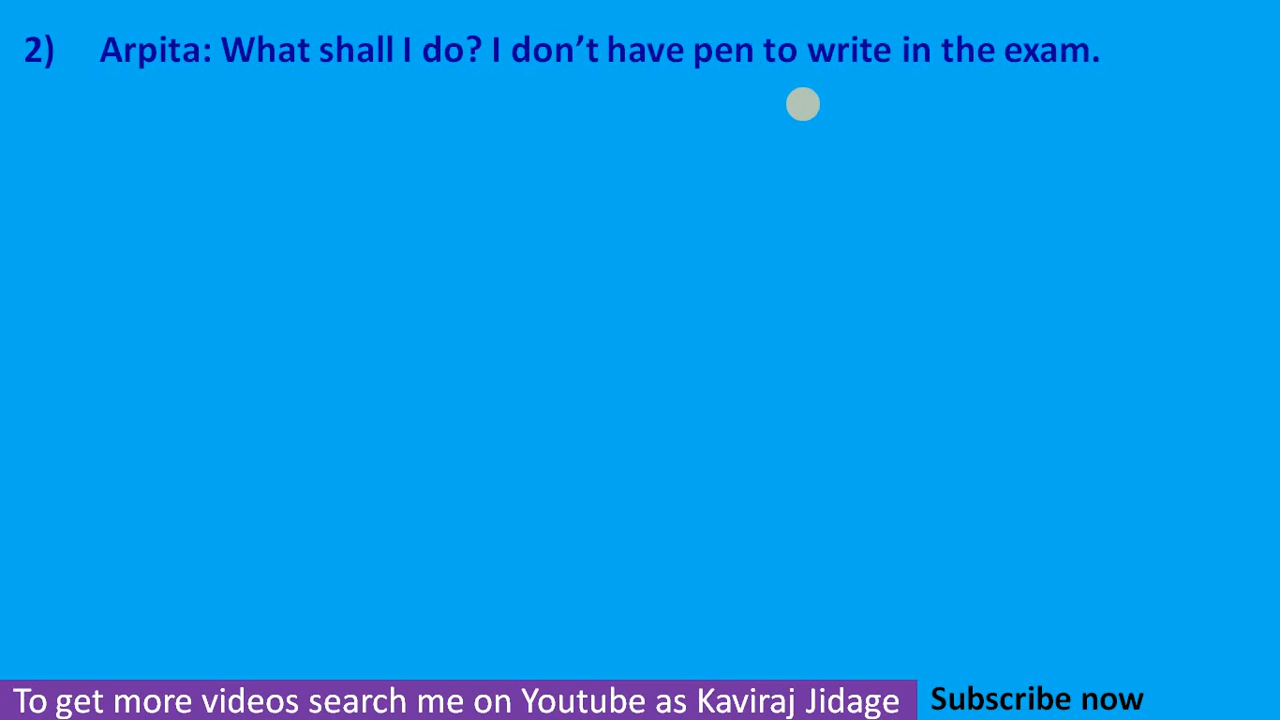 2) Arpita: What shall I do? I don’t have pen to write in the exam.
To get more videos search me on Youtube as Kaviraj Jidage Subscribe now